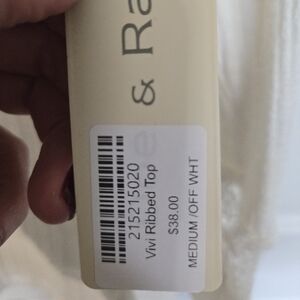 e & Ra
215215020
Vivi Ribbed Top
$38.00
MEDIUM /OFF WHT